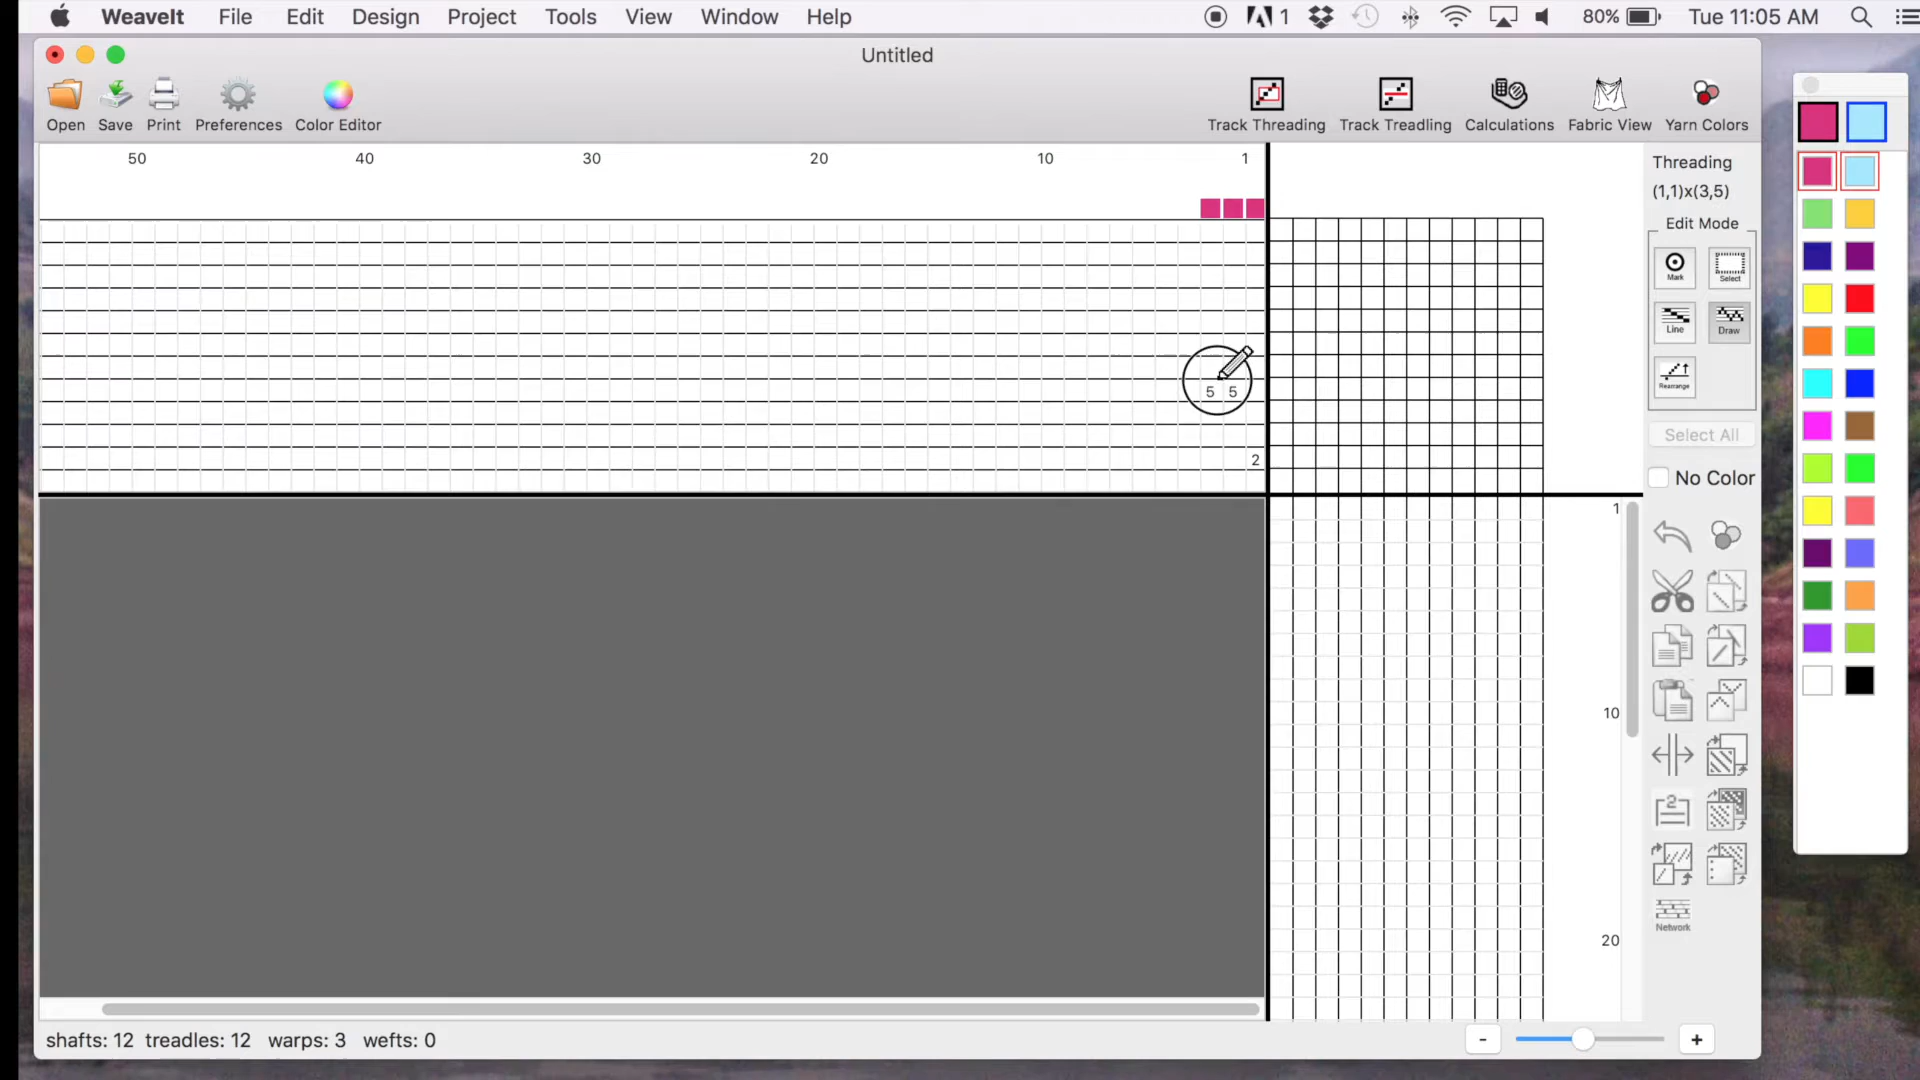 WeaveIt File Edit Design Project Tools View Window Help 1 80% Tue 11:05 AM
Untitled
Open Save Print Preferences Color Editor Track Threading Track Treadling Calculations Fabric View Yarn Colors
50 40 30 20 10 1
Threading
(1,1)x(3,5)
Edit Mode
Mark Select
Line Draw
Rearrange
5 5
Select All
2
No Color
1
10
2
Network
20
shafts: 12 treadles: 12 warps: 3 wefts: 0 - +